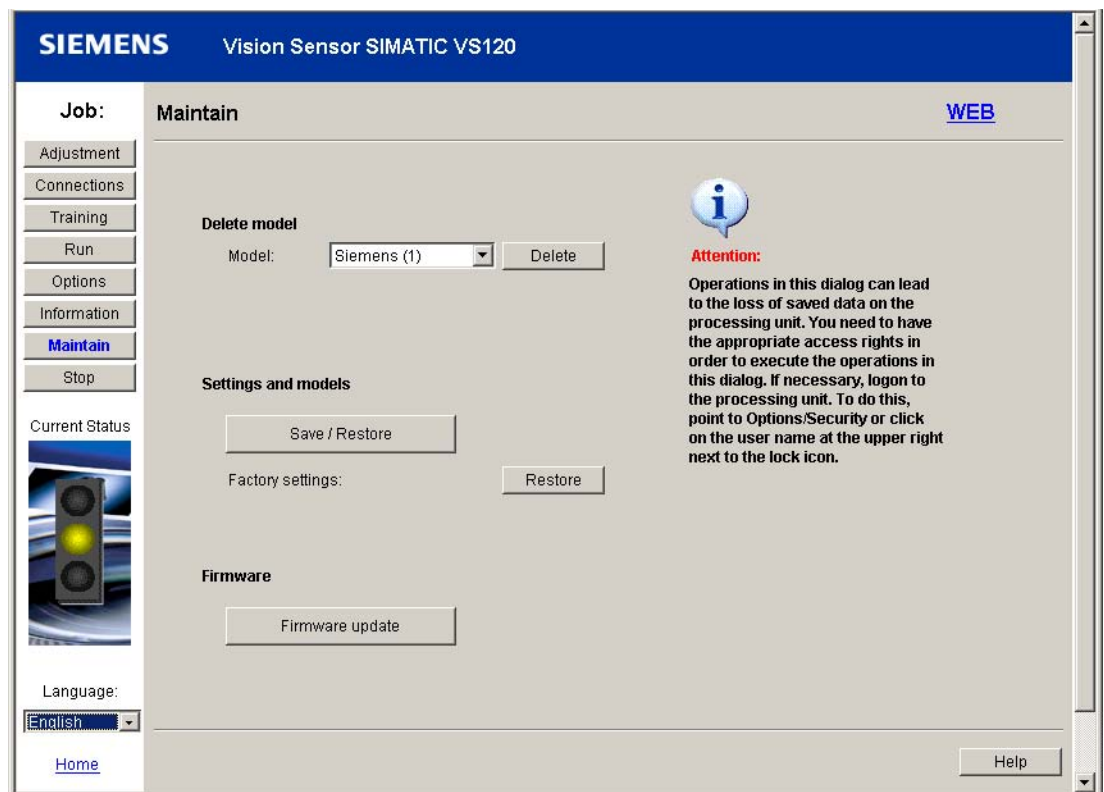 SIEMENS Vision Sensor SIMATIC VS120
Job:
Maintain
WEB
Adjustment
Connections
Training
Run
Options
Information
Maintain
Stop
Current Status
Language:
English
Home
Delete model
Model: Siemens (1) Delete
Settings and models
Save / Restore
Factory settings: Restore
Firmware
Firmware update
Attention:
Operations in this dialog can lead
to the loss of saved data on the
processing unit. You need to have
the appropriate access rights in
order to execute the operations in
this dialog. If necessary, logon to
the processing unit. To do this,
point to Options/Security or click
on the user name at the upper right
next to the lock icon.
Help